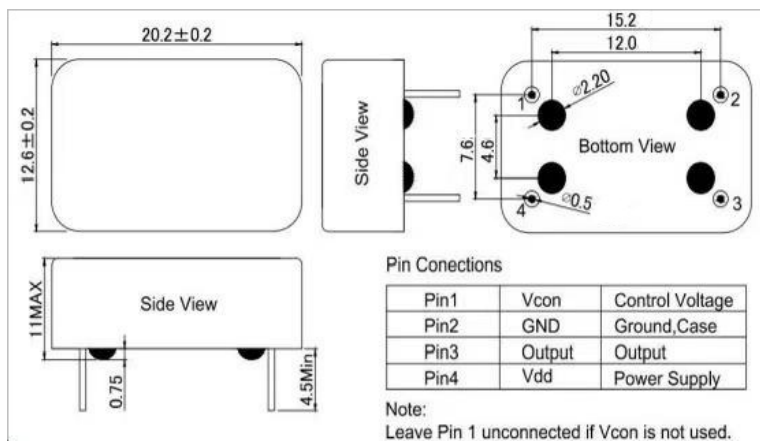 20.2±0.2
12.6±0.2
Side View
15.2
12.0
1
⌀2.20
2
7.6
4.6
Bottom View
4
⌀0.5
3
11MAX
Side View
0.75
4.5Min
Pin Conections
Pin1 Vcon Control Voltage
Pin2 GND Ground,Case
Pin3 Output Output
Pin4 Vdd Power Supply
Note:
Leave Pin 1 unconnected if Vcon is not used.